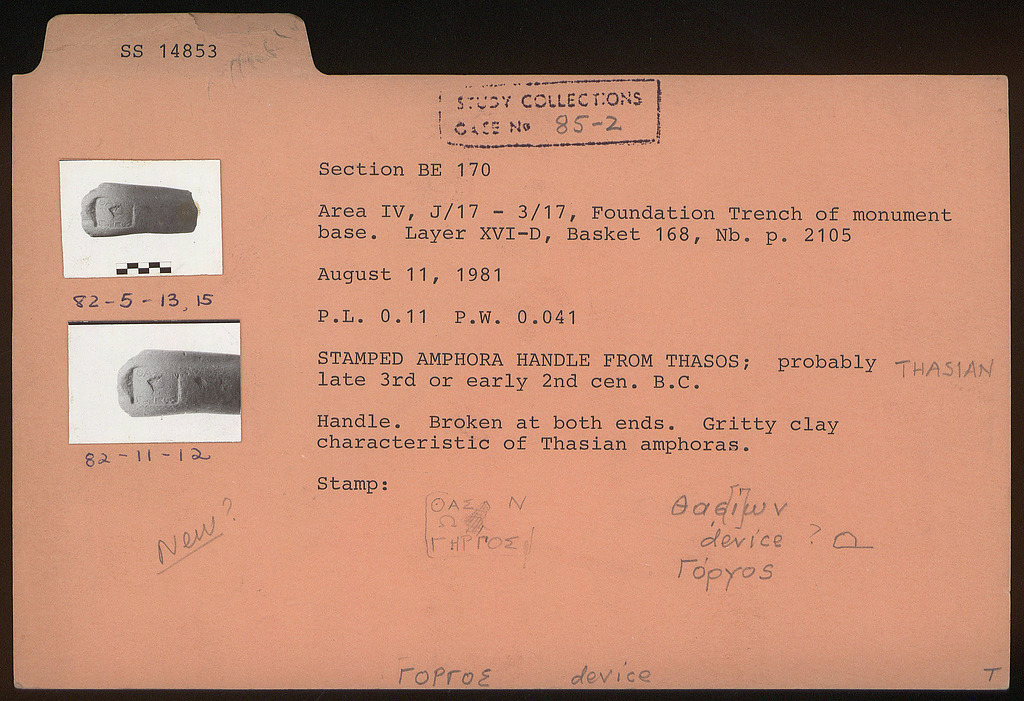 SS 14853
STUDY COLLECTIONS
CASE No 85-2
Section BE 170
Area IV, J/17 - 3/17, Foundation Trench of monument
base. Layer XVI-D, Basket 168, Nb. p. 2105
August 11, 1981
82-5-13, 15
P.L. 0.11 P.W. 0.041
STAMPED AMPHORA HANDLE FROM THASOS; probably THASIAN
late 3rd or early 2nd cen. B.C.
Handle. Broken at both ends. Gritty clay
characteristic of Thasian amphoras.
82-11-12
Stamp:
New?
ΘΑΣ Ν
Ω
ΓΗΡΓΟΣ
Θασ[ί]ων
device ?
Γόργος
ΓΟΡΓΟΣ device T